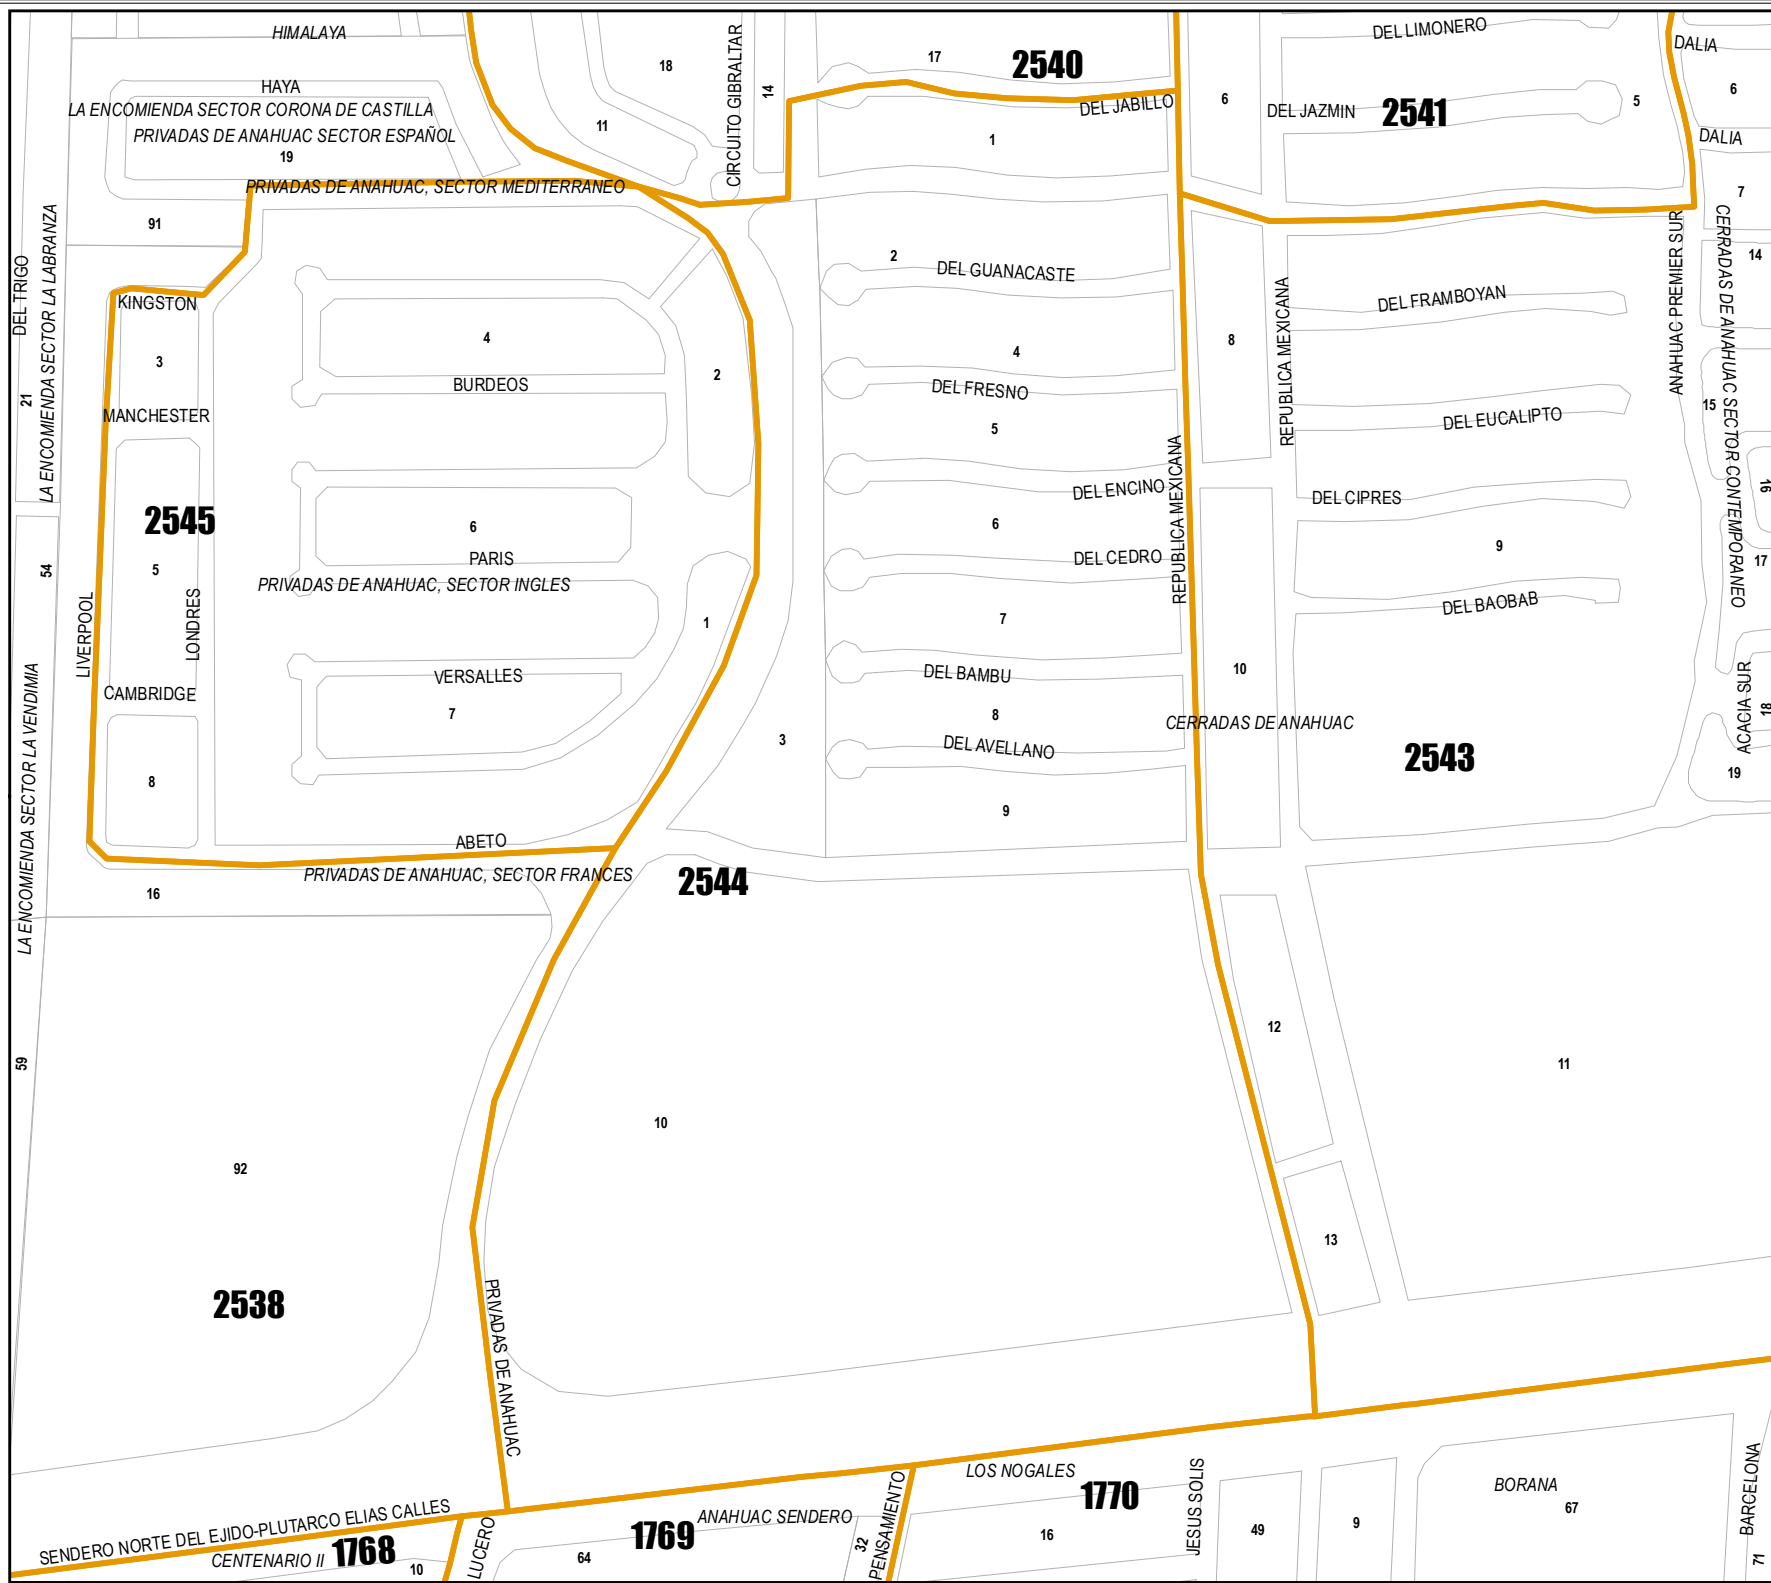 HIMALAYA
HAYA
LA ENCOMIENDA SECTOR CORONA DE CASTILLA
PRIVADAS DE ANAHUAC SECTOR ESPAÑOL
19
PRIVADAS DE ANAHUAC, SECTOR MEDITERRANEO
91
18
11
CIRCUITO GIBRALTAR
14
17
2540
DEL JABILLO
1
6
DEL LIMONERO
DEL JAZMIN
2541
5
DALIA
6
DALIA
7
14
DEL TRIGO
LA ENCOMIENDA SECTOR LA LABRANZA
21
KINGSTON
3
MANCHESTER
2545
5
54
LIVERPOOL
LONDRES
CAMBRIDGE
8
LA ENCOMIENDA SECTOR LA VENDIMIA
4
BURDEOS
2
6
PARIS
PRIVADAS DE ANAHUAC, SECTOR INGLES
1
VERSALLES
7
ABETO
PRIVADAS DE ANAHUAC, SECTOR FRANCES
16
2
DEL GUANACASTE
4
DEL FRESNO
5
DEL ENCINO
6
DEL CEDRO
7
DEL BAMBU
8
DEL AVELLANO
9
3
REPUBLICA MEXICANA
REPUBLICA MEXICANA
8
10
CERRADAS DE ANAHUAC
DEL FRAMBOYAN
DEL EUCALIPTO
DEL CIPRES
9
DEL BAOBAB
2543
ANAHUAC PREMIER SUR
CERRADAS DE ANAHUAC SECTOR CONTEMPORANEO
15
16
17
ACACIA SUR
18
19
2544
59
92
10
12
11
13
2538
PRIVADAS DE ANAHUAC
SENDERO NORTE DEL EJIDO-PLUTARCO ELIAS CALLES
CENTENARIO II
1768
10
LUCERO
64
1769
ANAHUAC SENDERO
32
PENSAMIENTO
LOS NOGALES
1770
16
JESUS SOLIS
49
9
BORANA
67
BARCELONA
71